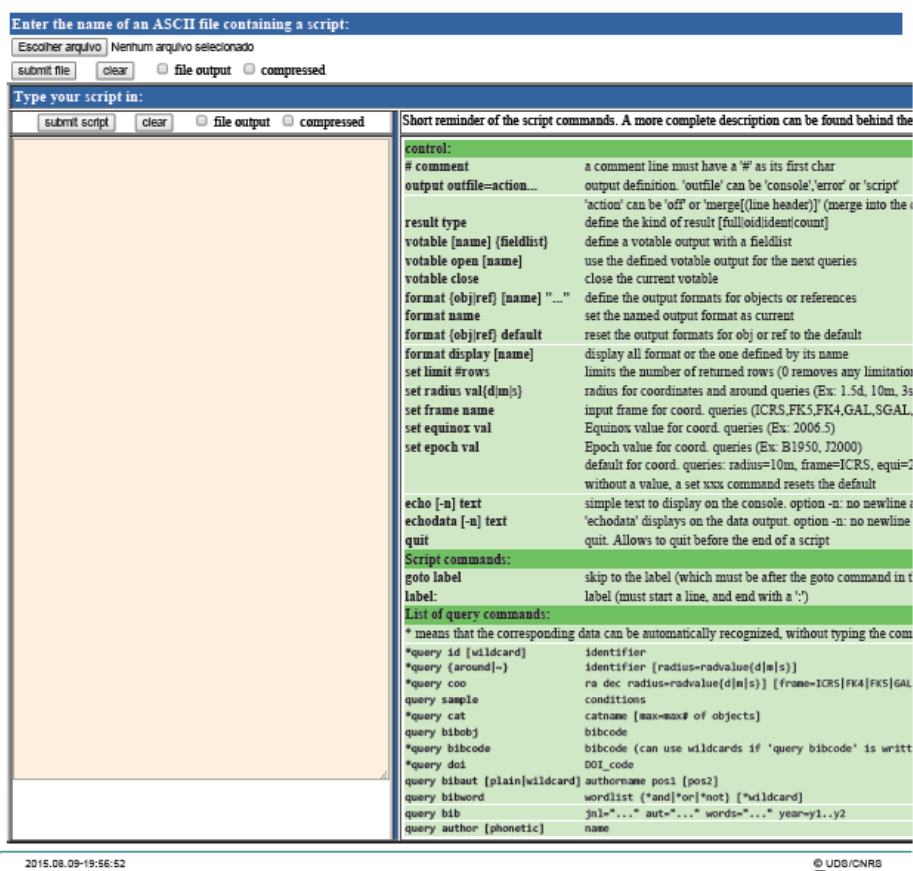 Enter the name of an ASCII file containing a script:
Escolher arquivo Nenhum arquivo selecionado
submit file clear file output compressed
Type your script in:
submit script clear file output compressed
Short reminder of the script commands. A more complete description can be found behind the
control:
# comment a comment line must have a '#' as its first char
output outfile=action... output definition. 'outfile' can be 'console','error' or 'script'
'action' can be 'off' or 'merge[(line header)]' (merge into the
result type define the kind of result [full|oid|ident|count]
votable [name] {fieldlist} define a votable output with a fieldlist
votable open [name] use the defined votable output for the next queries
votable close close the current votable
format {obj|ref} [name] "..." define the output formats for objects or references
format name set the named output format as current
format {obj|ref} default reset the output formats for obj or ref to the default
format display [name] display all format or the one defined by its name
set limit #rows limits the number of returned rows (0 removes any limitation
set radius val{d|m|s} radius for coordinates and around queries (Ex: 1.5d, 10m, 3s
set frame name input frame for coord. queries (ICRS,FK5,FK4,GAL,SGAL,
set equinox val Equinox value for coord. queries (Ex: 2006.5)
set epoch val Epoch value for coord. queries (Ex: B1950, J2000)
default for coord. queries: radius=10m, frame=ICRS, equi=2
without a value, a set xxx command resets the default
echo [-n] text simple text to display on the console. option -n: no newline a
echodata [-n] text 'echodata' displays on the data output. option -n: no newline
quit quit. Allows to quit before the end of a script
Script commands:
goto label skip to the label (which must be after the goto command in t
label: label (must start a line, and end with a ':')
List of query commands:
* means that the corresponding data can be automatically recognized, without typing the com
*query id [wildcard] identifier
*query {around|~} identifier [radius=radvalue{d|m|s}]
*query coo ra dec radius=radvalue{d|m|s}] [frame=ICRS|FK4|FK5|GAL
query sample conditions
*query cat catname [max=max# of objects]
query bibobj bibcode
*query bibcode bibcode (can use wildcards if 'query bibcode' is writt
*query doi DOI_code
query bibaut [plain|wildcard] authorname pos1 [pos2]
query bibword wordlist {*and|*or|*not} [*wildcard]
query bib jnl="..." aut="..." words="..." year=y1..y2
query author [phonetic] name
2015.08.09-19:56:52 © UDS/CNRS